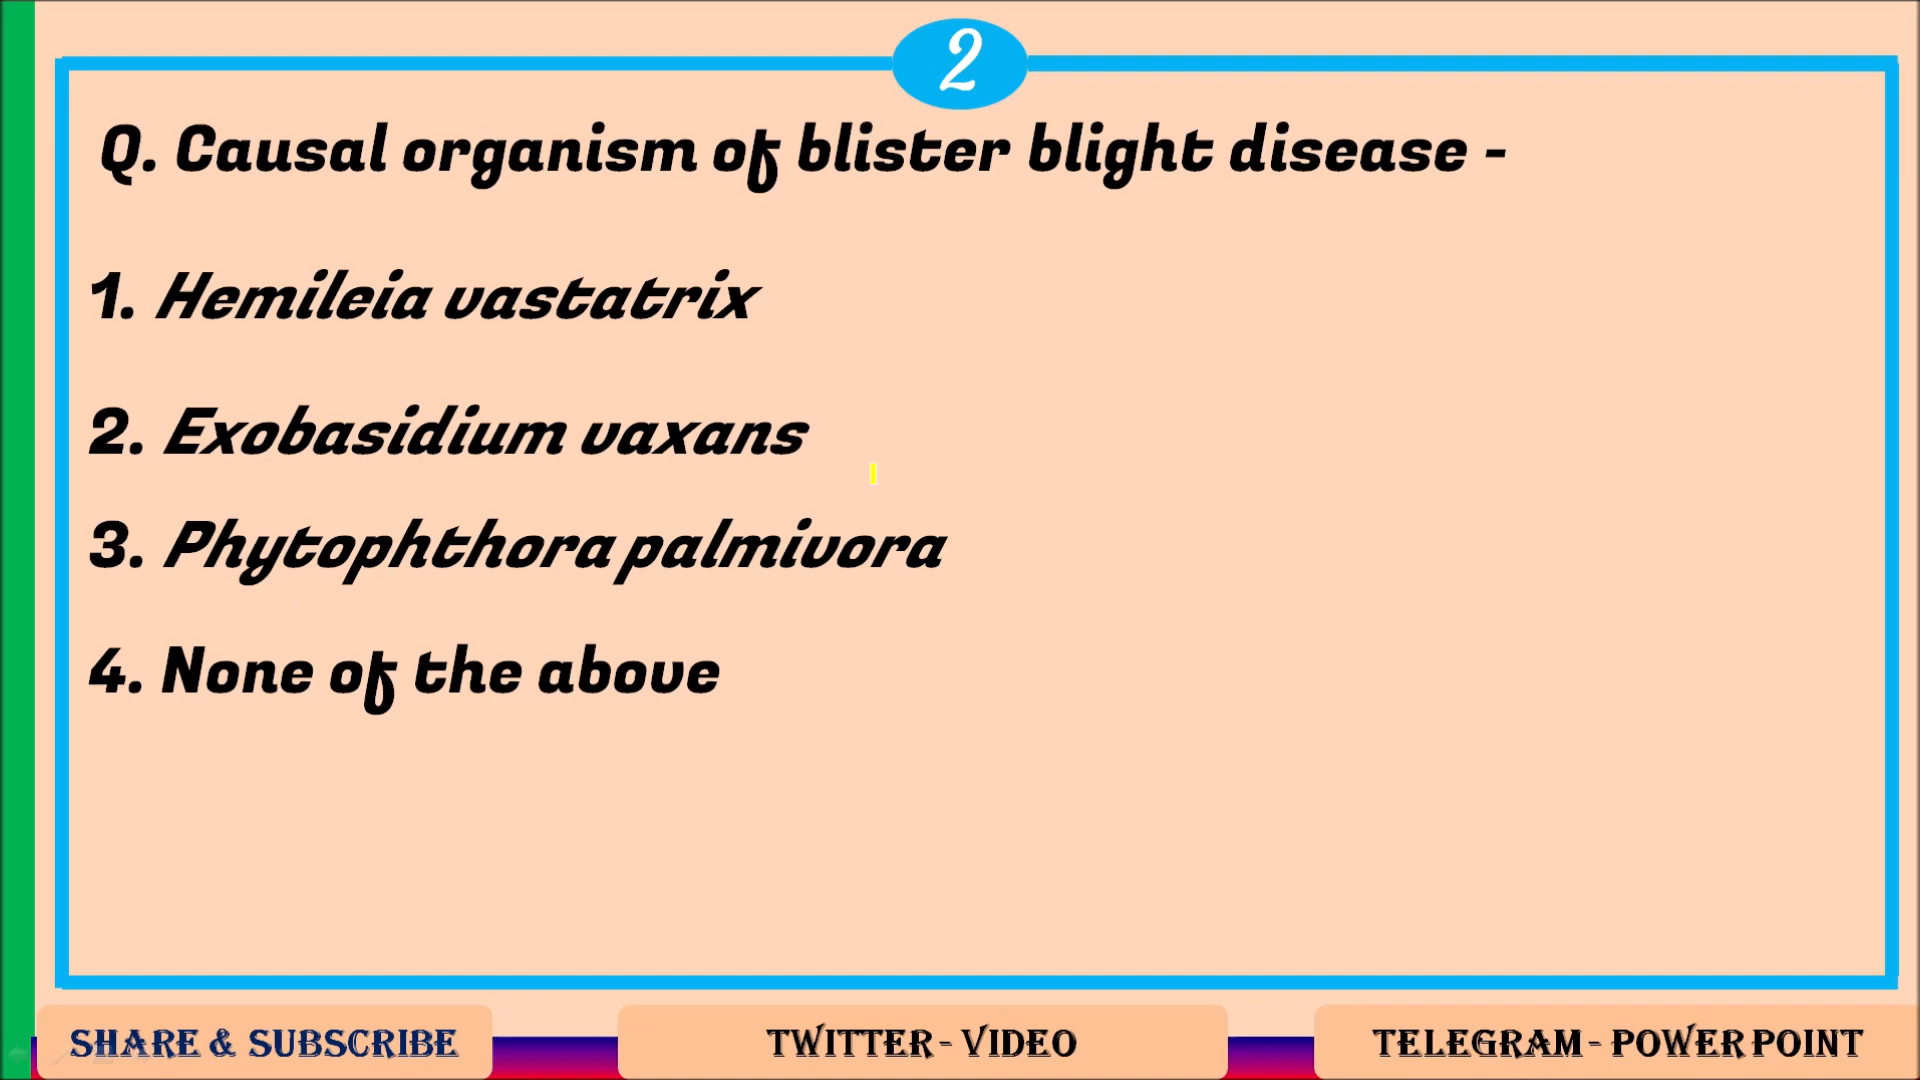 2
Q. Causal organism of blister blight disease -
1. Hemileia vastatrix
2. Exobasidium vaxans
3. Phytophthora palmivora
4. None of the above
SHARE & SUBSCRIBE
TWITTER - VIDEO
TELEGRAM - POWER POINT